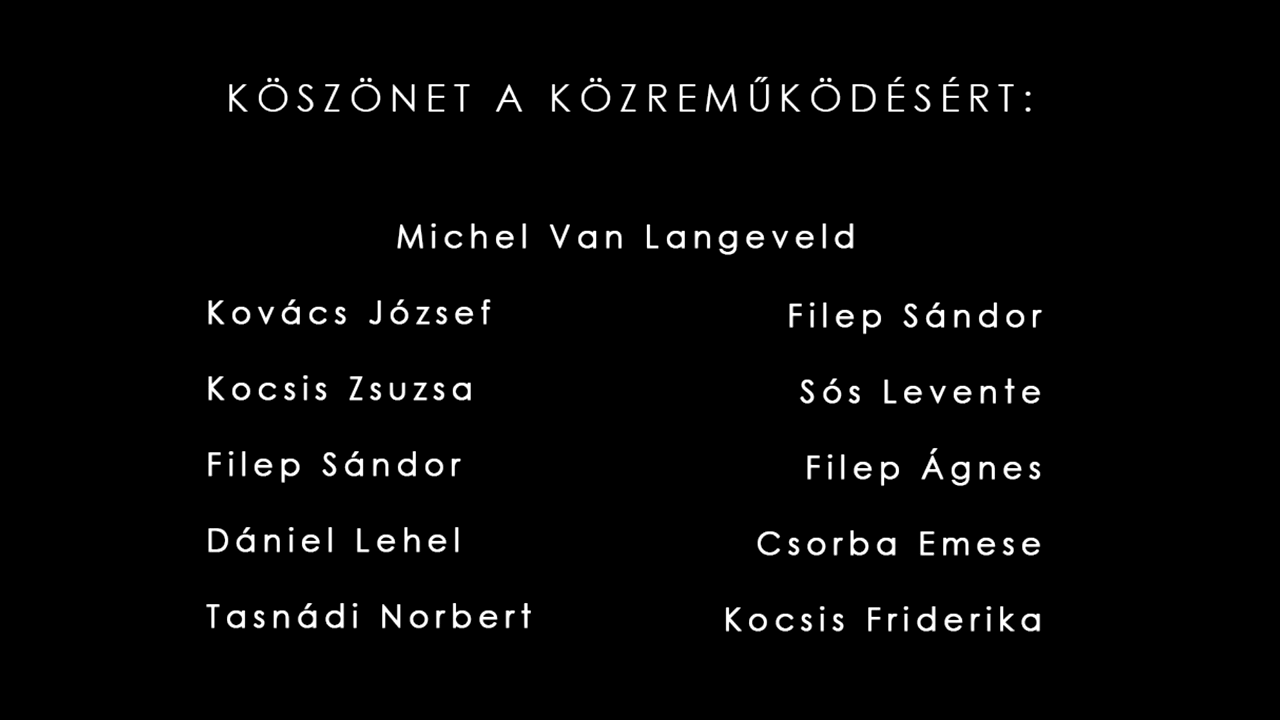 KÖSZÖNET A KÖZREMŰKÖDÉSÉRT:
Michel Van Langeveld
Kovács József
Filep Sándor
Kocsis Zsuzsa
Sós Levente
Filep Sándor
Filep Ágnes
Dániel Lehel
Csorba Emese
Tasnádi Norbert
Kocsis Friderika